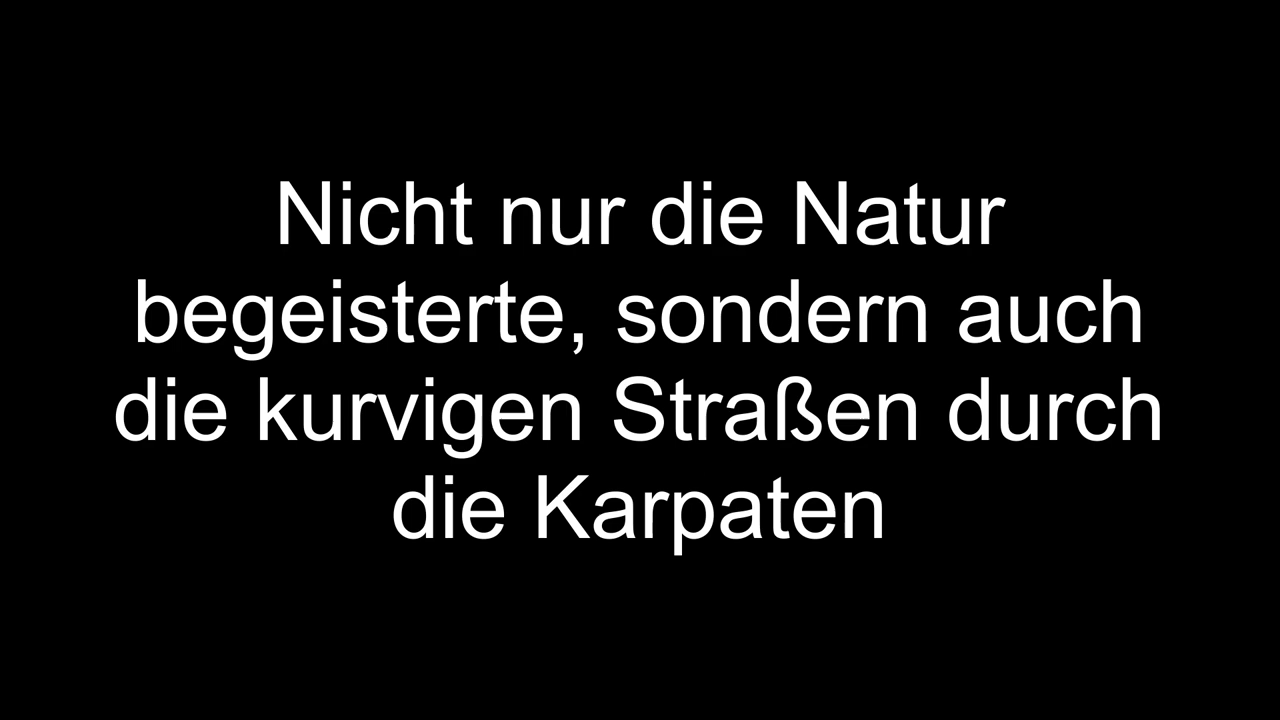 Nicht nur die Natur
begeisterte, sondern auch
die kurvigen Straßen durch
die Karpaten